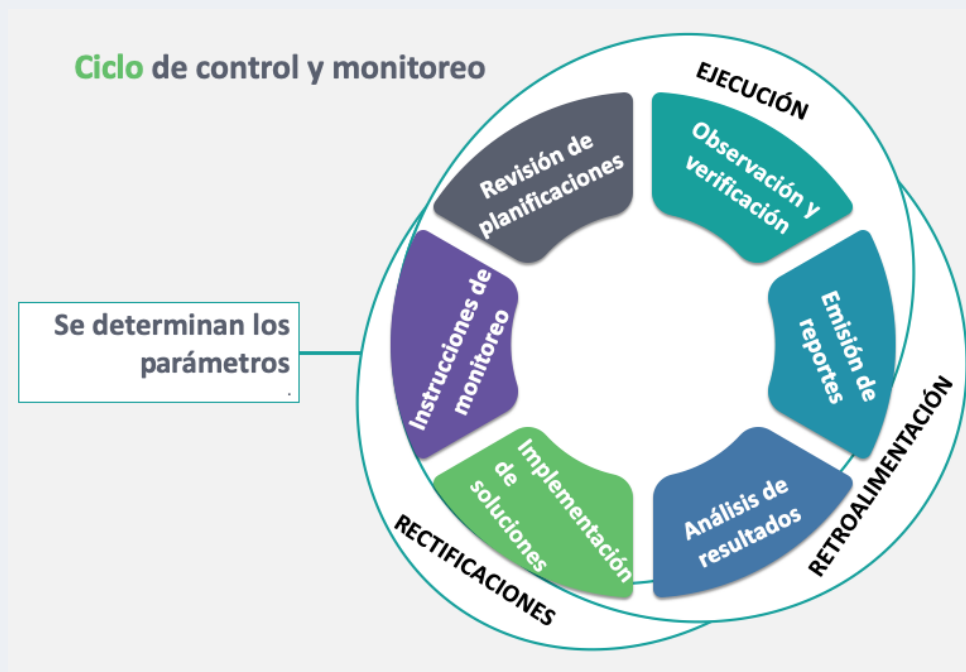 Ciclo de control y monitoreo
EJECUCIÓN
Revisión de
planificaciones
Observación y
verificación
Instrucciones de
monitoreo
Emisión de
reportes
Se determinan los
parámetros
.
Implementación
de
soluciones
Análisis de
resultados
RETROALIMENTACIÓN
RECTIFICACIONES